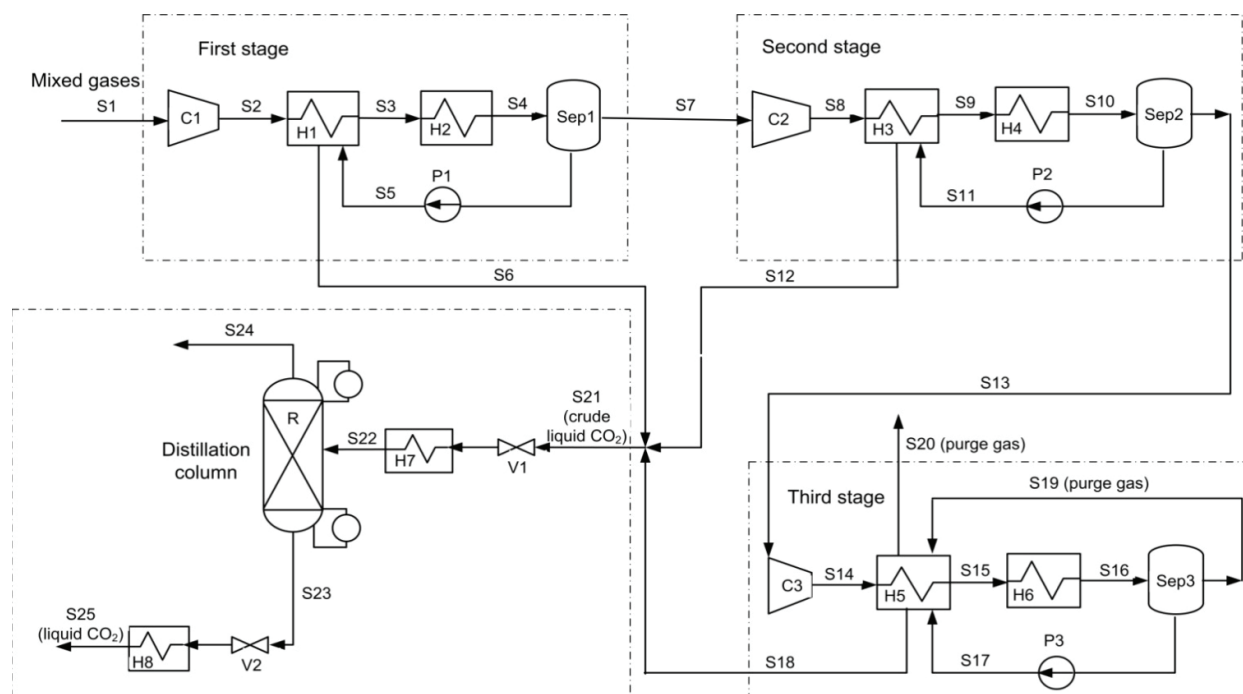 First stage
Second stage
Mixed gases
S1
C1
S2
H1
S3
H2
S4
Sep1
S7
C2
S8
H3
S9
H4
S10
Sep2
S5
P1
S11
P2
S6
S12
S13
S24
R
Distillation
column
S22
H7
V1
S21
(crude
liquid CO₂)
S20 (purge gas)
S19 (purge gas)
Third stage
C3
S14
H5
S15
H6
S16
Sep3
S18
S17
P3
S23
S25
(liquid CO₂)
H8
V2